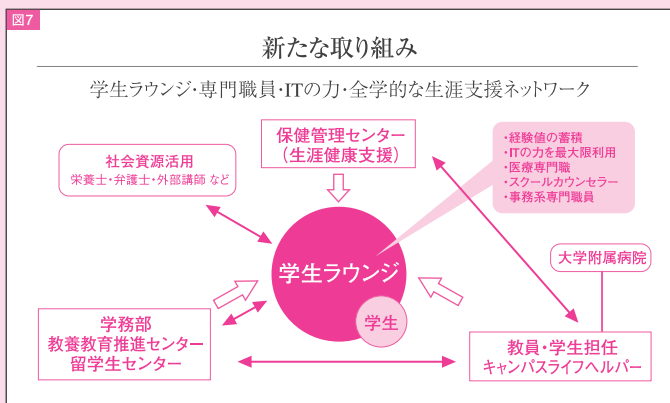 図7
新たな取り組み
学生ラウンジ・専門職員・ITの力・全学的な生涯支援ネットワーク
保健管理センター
（生涯健康支援）
・経験値の蓄積
・ITの力を最大限利用
・医療専門職
・スクールカウンセラー
・事務系専門職員
社会資源活用
栄養士・弁護士・外部講師 など
学生ラウンジ
学生
大学附属病院
学務部
教養教育推進センター
留学生センター
教員・学生担任
キャンパスライフヘルパー